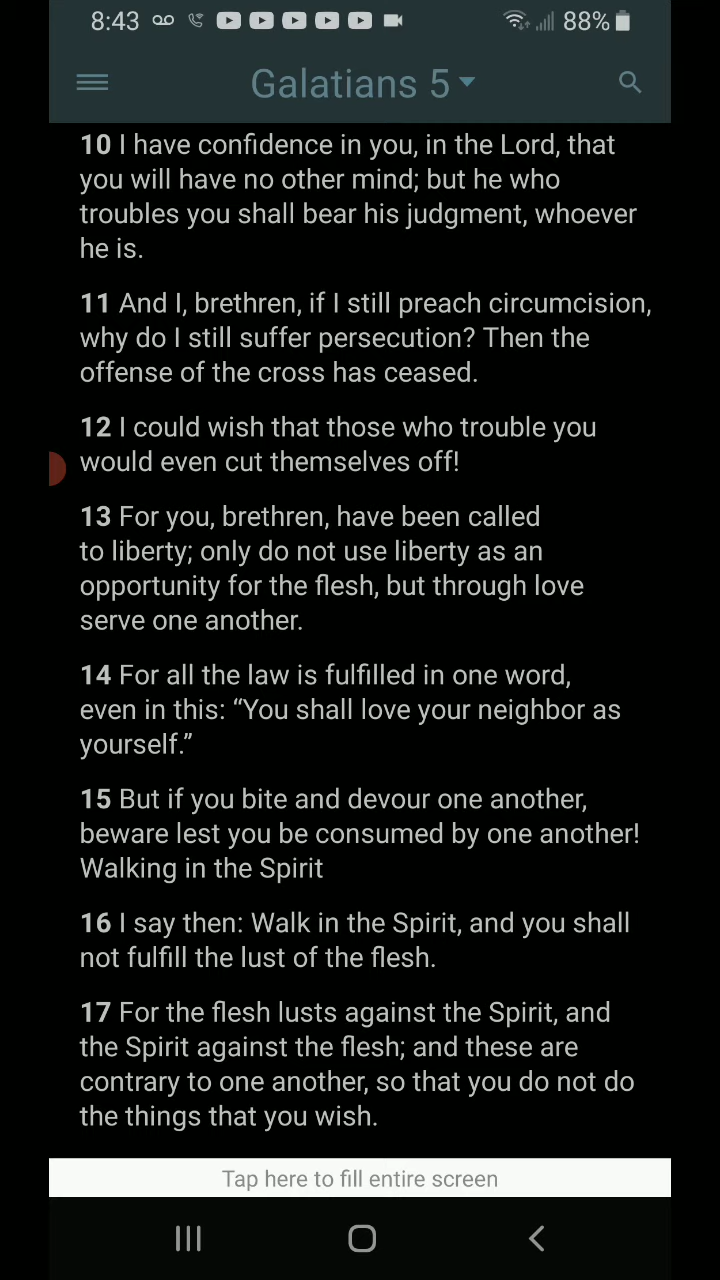 8:43 88%
Galatians 5
10 I have confidence in you, in the Lord, that
you will have no other mind; but he who
troubles you shall bear his judgment, whoever
he is.
11 And I, brethren, if I still preach circumcision,
why do I still suffer persecution? Then the
offense of the cross has ceased.
12 I could wish that those who trouble you
would even cut themselves off!
13 For you, brethren, have been called
to liberty; only do not use liberty as an
opportunity for the flesh, but through love
serve one another.
14 For all the law is fulfilled in one word,
even in this: “You shall love your neighbor as
yourself.”
15 But if you bite and devour one another,
beware lest you be consumed by one another!
Walking in the Spirit
16 I say then: Walk in the Spirit, and you shall
not fulfill the lust of the flesh.
17 For the flesh lusts against the Spirit, and
the Spirit against the flesh; and these are
contrary to one another, so that you do not do
the things that you wish.
Tap here to fill entire screen